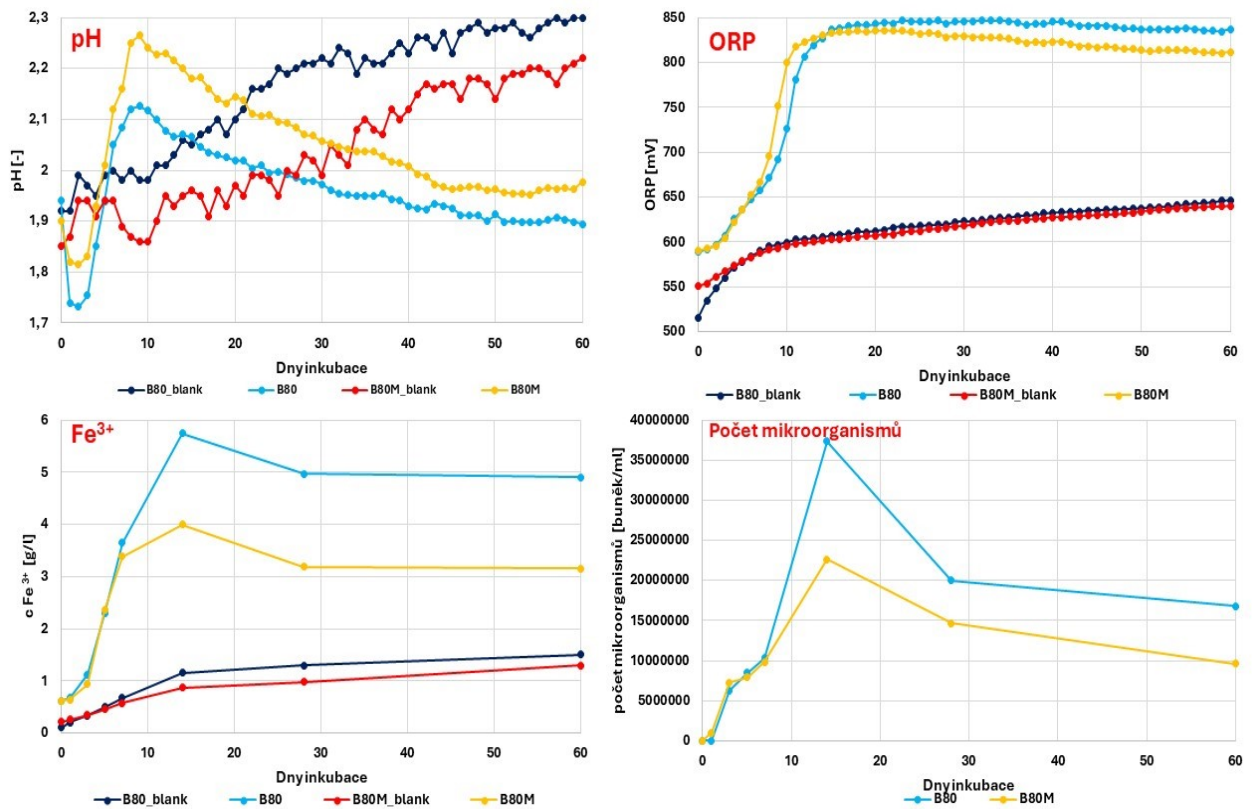 pH
pH [-]
2,3
2,2
2,1
2
1,9
1,8
1,7
0 10 20 30 40 50 60
Dnyinkubace
B80_blank B80 B80M_blank B80M
ORP
ORP [mV]
850
800
750
700
650
600
550
500
0 10 20 30 40 50 60
Dnyinkubace
B80_blank B80 B80M_blank B80M
Fe³⁺
c Fe ³⁺ [g/l]
6
5
4
3
2
1
0
0 10 20 30 40 50 60
Dnyinkubace
B80_blank B80 B80M_blank B80M
Počet mikroorganismů
počet mikroorganismů [buněk/ml]
40000000
35000000
30000000
25000000
20000000
15000000
10000000
5000000
0
0 10 20 30 40 50 60
Dnyinkubace
B80 B80M